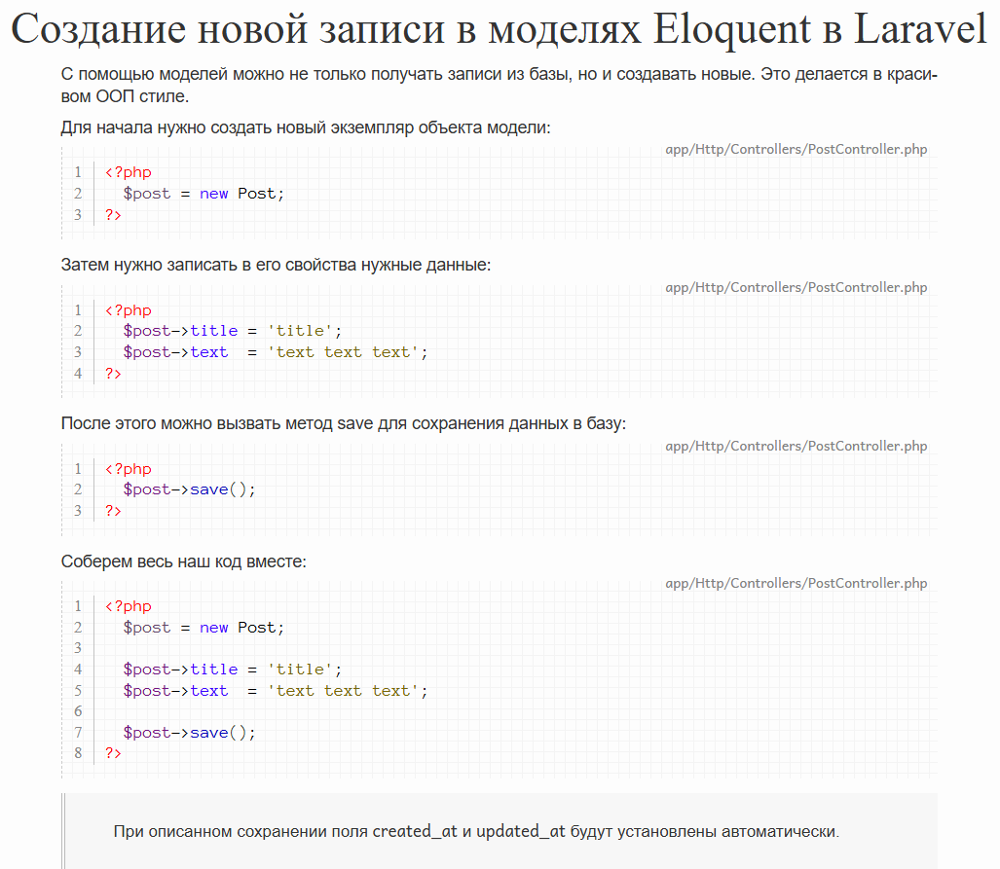 Создание новой записи в моделях Eloquent в Laravel
С помощью моделей можно не только получать записи из базы, но и создавать новые. Это делается в краси-
вом ООП стиле.
Для начала нужно создать новый экземпляр объекта модели:
app/Http/Controllers/PostController.php
1 <?php
2 $post = new Post;
3 ?>
Затем нужно записать в его свойства нужные данные:
app/Http/Controllers/PostController.php
1 <?php
2 $post->title = 'title';
3 $post->text  = 'text text text';
4 ?>
После этого можно вызвать метод save для сохранения данных в базу:
app/Http/Controllers/PostController.php
1 <?php
2 $post->save();
3 ?>
Соберем весь наш код вместе:
app/Http/Controllers/PostController.php
1 <?php
2 $post = new Post;
3
4 $post->title = 'title';
5 $post->text  = 'text text text';
6
7 $post->save();
8 ?>
При описанном сохранении поля created_at и updated_at будут установлены автоматически.